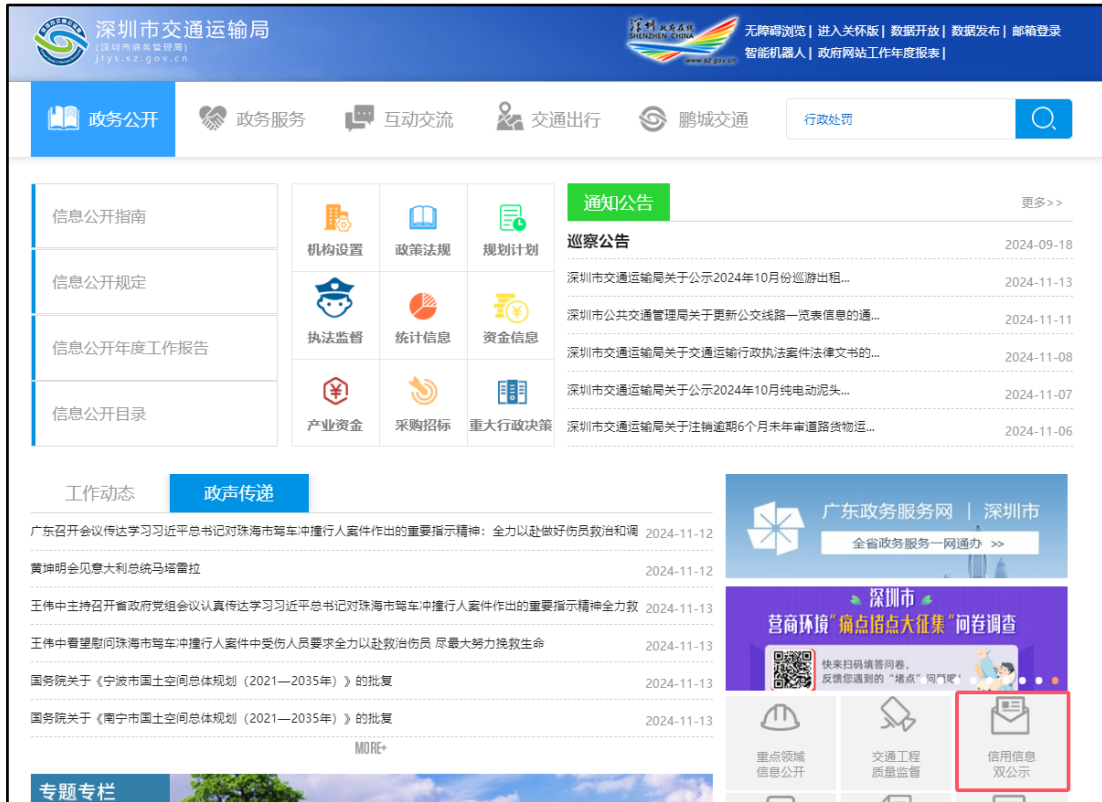 深圳市交通运输局
(深圳市港务管理局)
jtys.sz.gov.cn
深圳政府在线
SHENZHEN CHINA
www.sz.gov.cn
无障碍浏览| 进入关怀版| 数据开放| 数据发布| 邮箱登录
智能机器人| 政府网站工作年度报表|
政务公开
政务服务
互动交流
交通出行
鹏城交通
行政处罚
信息公开指南
信息公开规定
信息公开年度工作报告
信息公开目录
机构设置
政策法规
规划计划
执法监督
统计信息
资金信息
产业资金
采购招标
重大行政决策
通知公告
更多>>
巡察公告 2024-09-18
深圳市交通运输局关于公示2024年10月份巡游出租... 2024-11-13
深圳市公共交通管理局关于更新公交线路一览表信息的通... 2024-11-11
深圳市交通运输局关于交通运输行政执法案件法律文书的... 2024-11-08
深圳市交通运输局关于公示2024年10月纯电动泥头... 2024-11-07
深圳市交通运输局关于注销逾期6个月未年审道路货物运... 2024-11-06
工作动态
政声传递
广东召开会议传达学习习近平总书记对珠海市驾车冲撞行人案件作出的重要指示精神：全力以赴做好伤员救治和调 2024-11-12
黄坤明会见意大利总统马塔雷拉 2024-11-12
王伟中主持召开省政府党组会议认真传达学习习近平总书记对珠海市驾车冲撞行人案件作出的重要指示精神全力救 2024-11-13
王伟中看望慰问珠海市驾车冲撞行人案件中受伤人员要求全力以赴救治伤员 尽最大努力挽救生命 2024-11-13
国务院关于《宁波市国土空间总体规划（2021—2035年）》的批复 2024-11-13
国务院关于《南宁市国土空间总体规划（2021—2035年）》的批复 2024-11-13
MORE+
广东政务服务网 | 深圳市
全省政务服务一网通办 >>
深圳市
营商环境"痛点堵点大征集"问卷调查
快来扫码填答问卷，
反馈您遇到的"堵点"问题吧!
重点领域
信息公开
交通工程
质量监督
信用信息
双公示
专题专栏